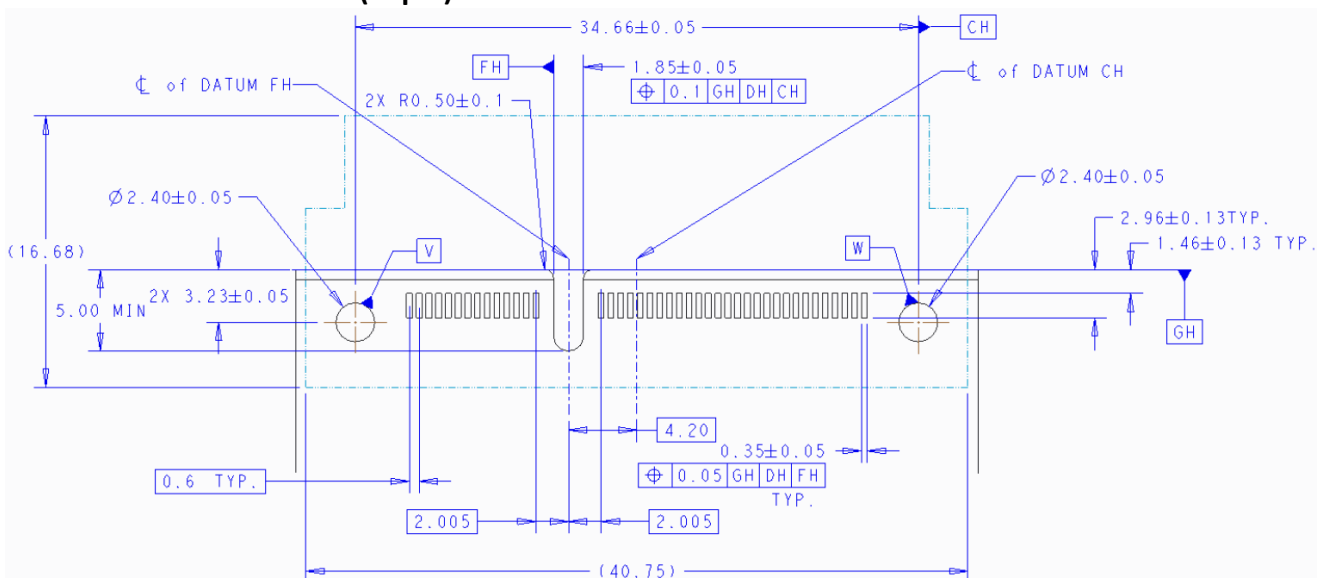 34.66±0.05
CH
FH
1.85±0.05
⌖ 0.1 GH DH CH
℄ of DATUM FH
℄ of DATUM CH
2X R0.50±0.1
Ø2.40±0.05
Ø2.40±0.05
2.96±0.13TYP.
1.46±0.13 TYP.
(16.68)
V
W
2X 3.23±0.05
5.00 MIN
GH
4.20
0.35±0.05
⌖ 0.05 GH DH FH
TYP.
0.6 TYP.
2.005
2.005
(40.75)